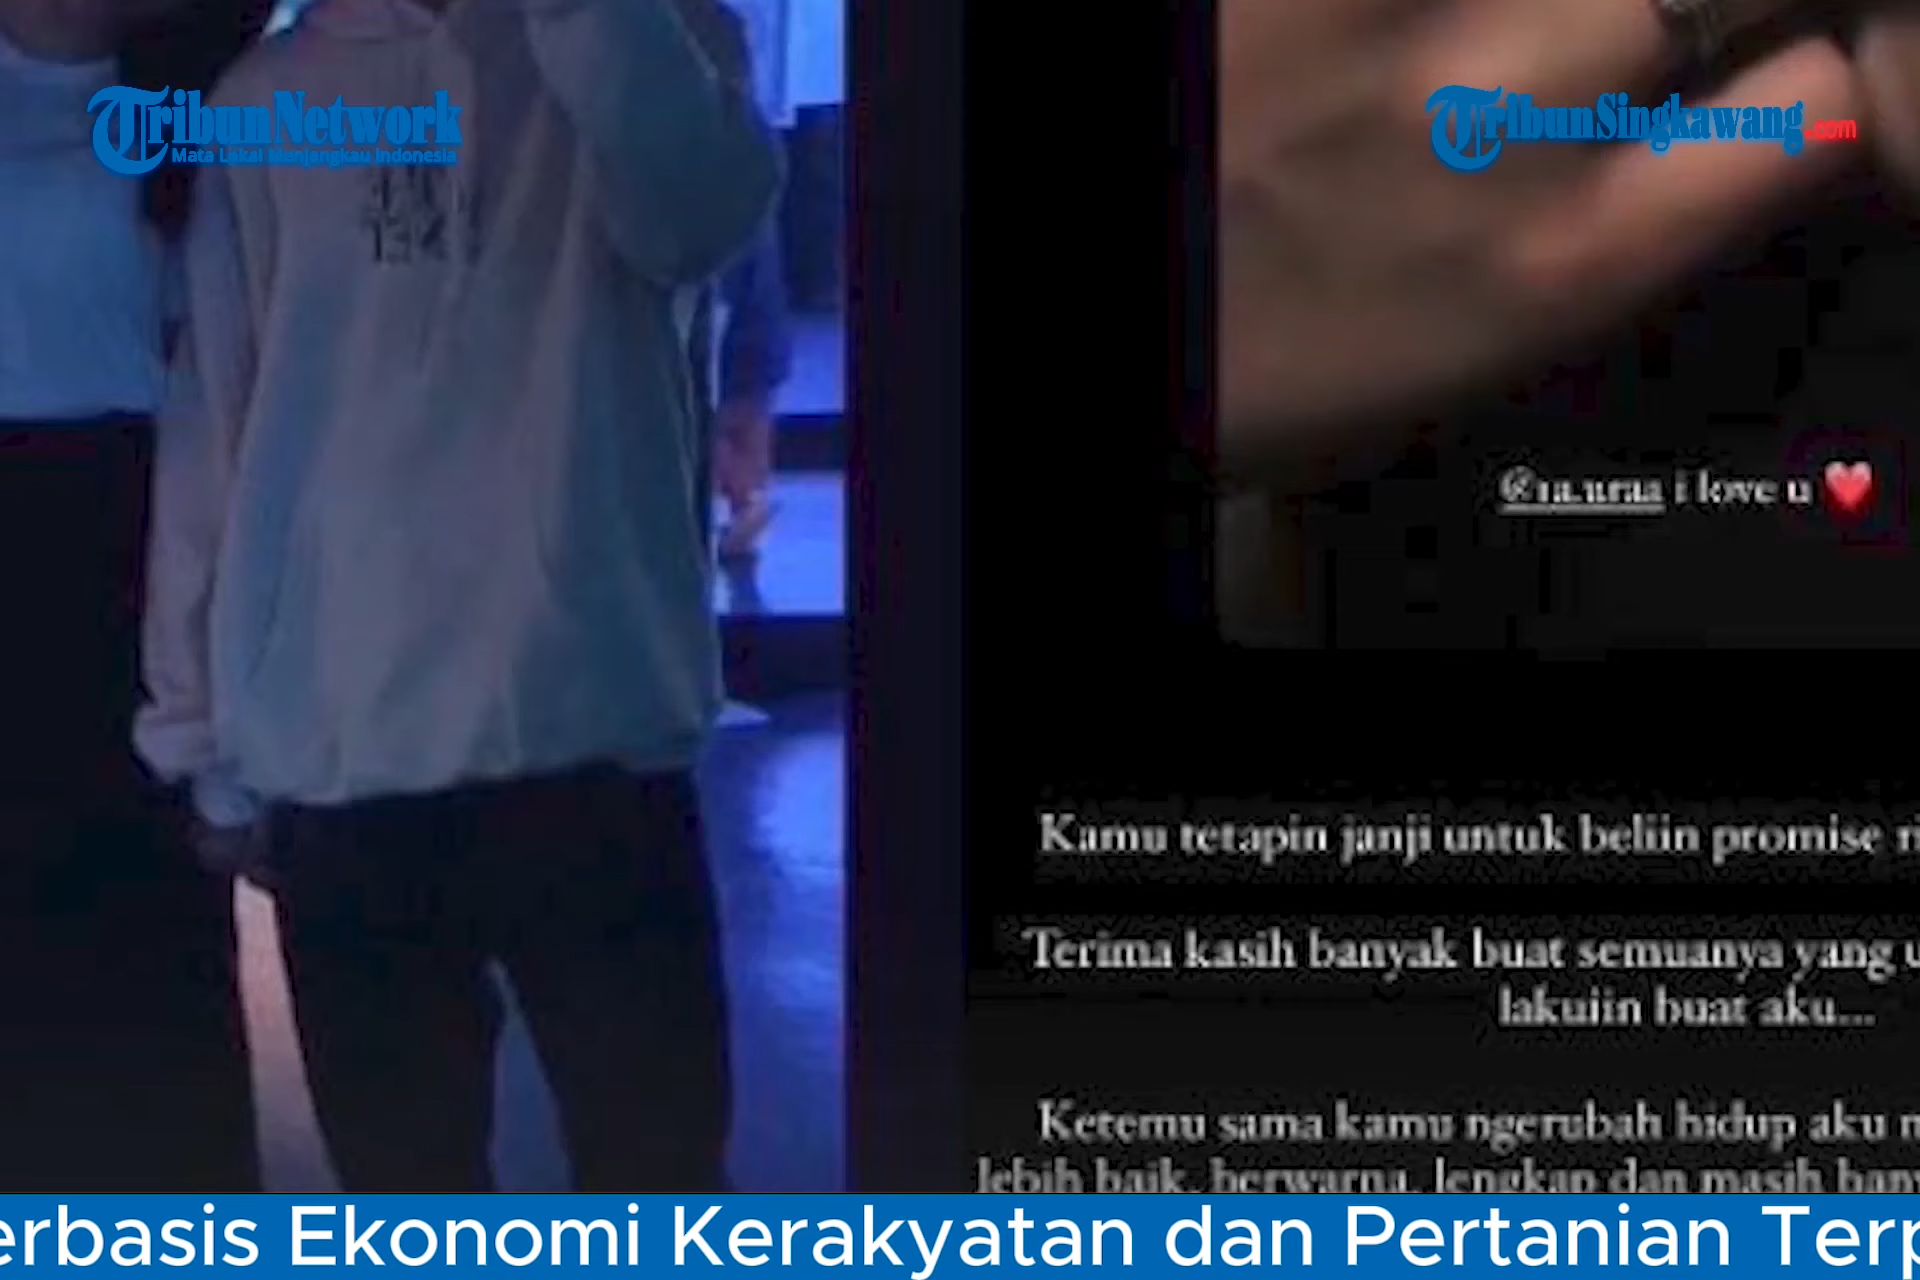 TribunNetwork
Mata Lokal Menjangkau Indonesia
TribunSingkawang.com
i love u ❤️
Kamu tetapin janji untuk beliin promise
Terima kasih banyak buat semuanya yang
lakuiin buat aku...
Ketemu sama kamu ngerubah hidup aku
lebih baik, berwarna, lengkap dan masih
erbasis Ekonomi Kerakyatan dan Pertanian Terp